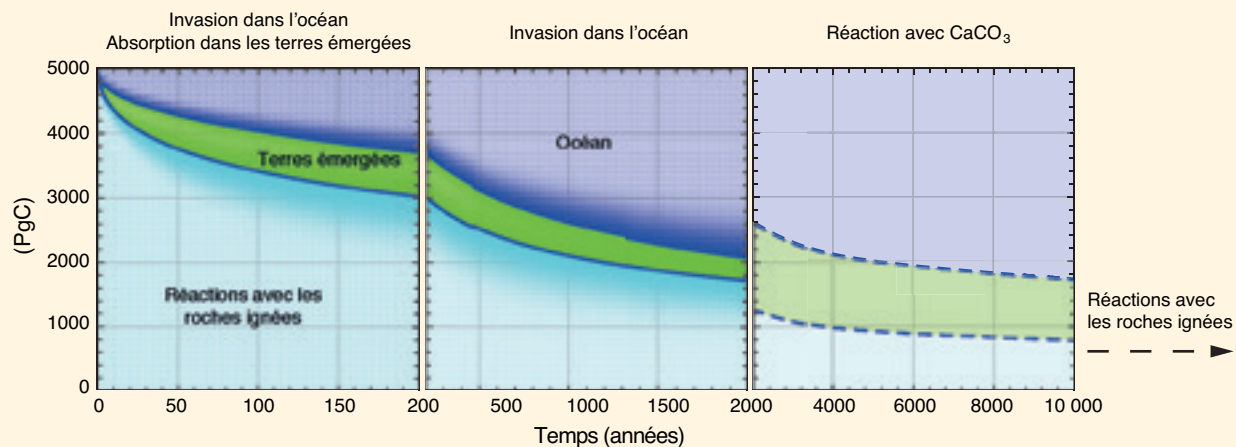 Invasion dans l'océan
Absorption dans les terres émergées
Invasion dans l'océan
Réaction avec CaCO3
5000
4000
3000
2000
1000
0
(PgC)
Terres émergées
Réactions avec les
roches ignées
Océan
Réactions avec
les roches ignées
0 50 100 150 200 500 1000 1500 2000 4000 6000 8000 10 000
Temps (années)